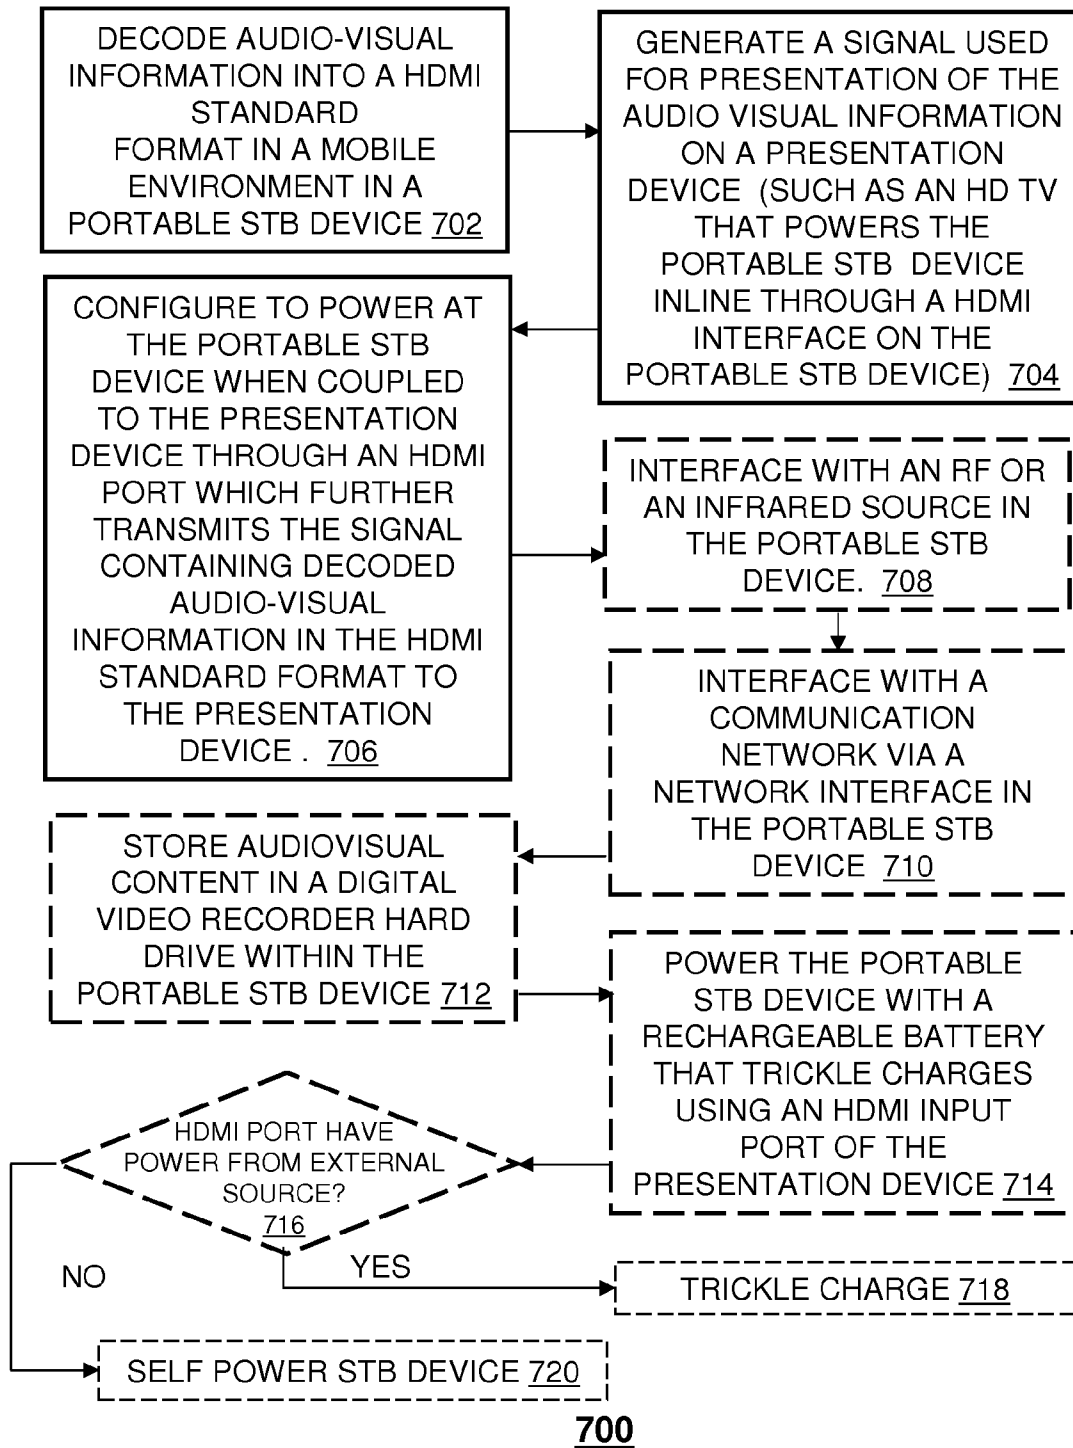 DECODE AUDIO-VISUAL
INFORMATION INTO A HDMI
STANDARD
FORMAT IN A MOBILE
ENVIRONMENT IN A
PORTABLE STB DEVICE 702
GENERATE A SIGNAL USED
FOR PRESENTATION OF THE
AUDIO VISUAL INFORMATION
ON A PRESENTATION
DEVICE (SUCH AS AN HD TV
THAT POWERS THE
PORTABLE STB DEVICE
INLINE THROUGH A HDMI
INTERFACE ON THE
PORTABLE STB DEVICE) 704
CONFIGURE TO POWER AT
THE PORTABLE STB
DEVICE WHEN COUPLED
TO THE PRESENTATION
DEVICE THROUGH AN HDMI
PORT WHICH FURTHER
TRANSMITS THE SIGNAL
CONTAINING DECODED
AUDIO-VISUAL
INFORMATION IN THE HDMI
STANDARD FORMAT TO
THE PRESENTATION
DEVICE . 706
INTERFACE WITH AN RF OR
AN INFRARED SOURCE IN
THE PORTABLE STB
DEVICE. 708
INTERFACE WITH A
COMMUNICATION
NETWORK VIA A
NETWORK INTERFACE IN
THE PORTABLE STB
DEVICE 710
STORE AUDIOVISUAL
CONTENT IN A DIGITAL
VIDEO RECORDER HARD
DRIVE WITHIN THE
PORTABLE STB DEVICE 712
POWER THE PORTABLE
STB DEVICE WITH A
RECHARGEABLE BATTERY
THAT TRICKLE CHARGES
USING AN HDMI INPUT
PORT OF THE
PRESENTATION DEVICE 714
HDMI PORT HAVE
POWER FROM EXTERNAL
SOURCE?
716
NO
YES
TRICKLE CHARGE 718
SELF POWER STB DEVICE 720
700